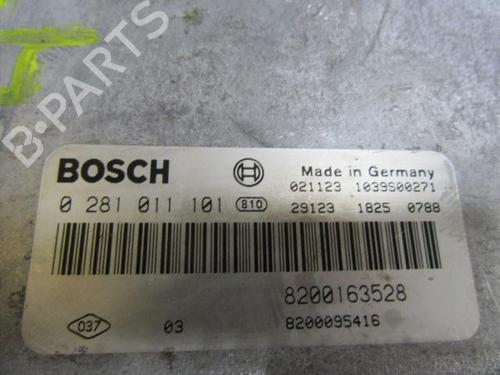 B-PARTS
BOSCH
Made in Germany
021123 1039S00271
0 281 011 101 810 29123 1825 0788
8200163528
037 03 8200095416